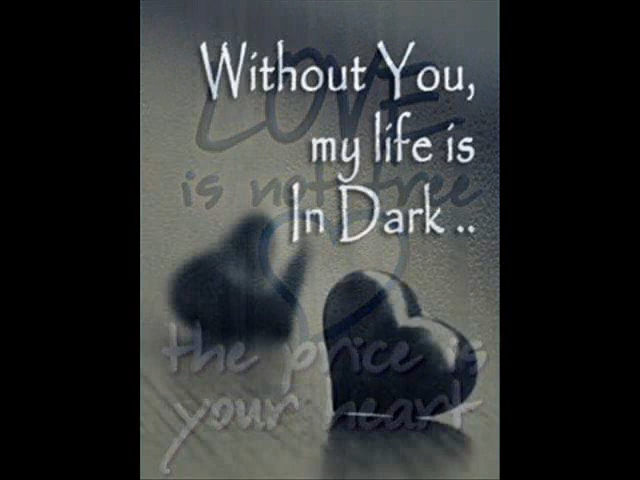 Without You,
my life is
In Dark ..
LOVE
is not free
the price is
your heart